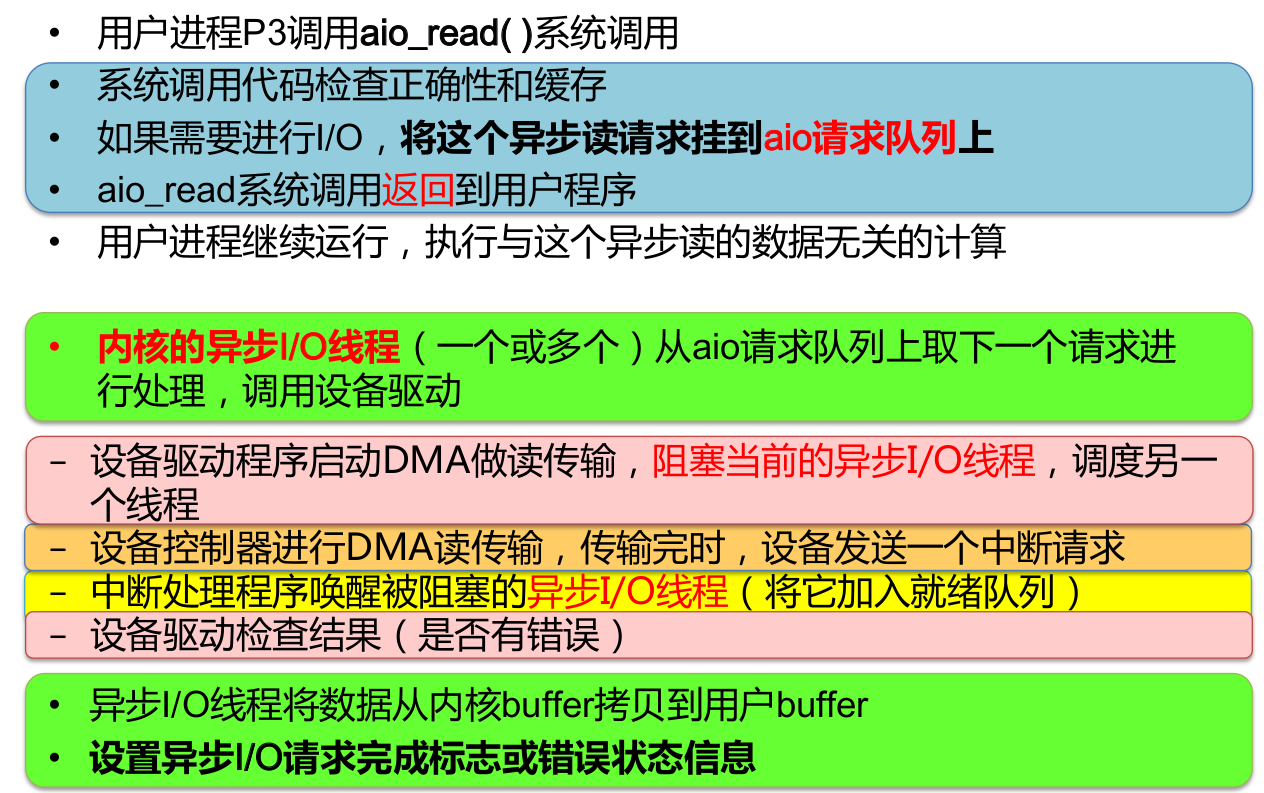 • 用户进程P3调用aio_read( )系统调用
• 系统调用代码检查正确性和缓存
• 如果需要进行I/O，将这个异步读请求挂到aio请求队列上
• aio_read系统调用返回到用户程序
• 用户进程继续运行，执行与这个异步读的数据无关的计算
• 内核的异步I/O线程（一个或多个）从aio请求队列上取下一个请求进
行处理，调用设备驱动
– 设备驱动程序启动DMA做读传输，阻塞当前的异步I/O线程，调度另一
个线程
– 设备控制器进行DMA读传输，传输完时，设备发送一个中断请求
– 中断处理程序唤醒被阻塞的异步I/O线程（将它加入就绪队列）
– 设备驱动检查结果（是否有错误）
• 异步I/O线程将数据从内核buffer拷贝到用户buffer
• 设置异步I/O请求完成标志或错误状态信息